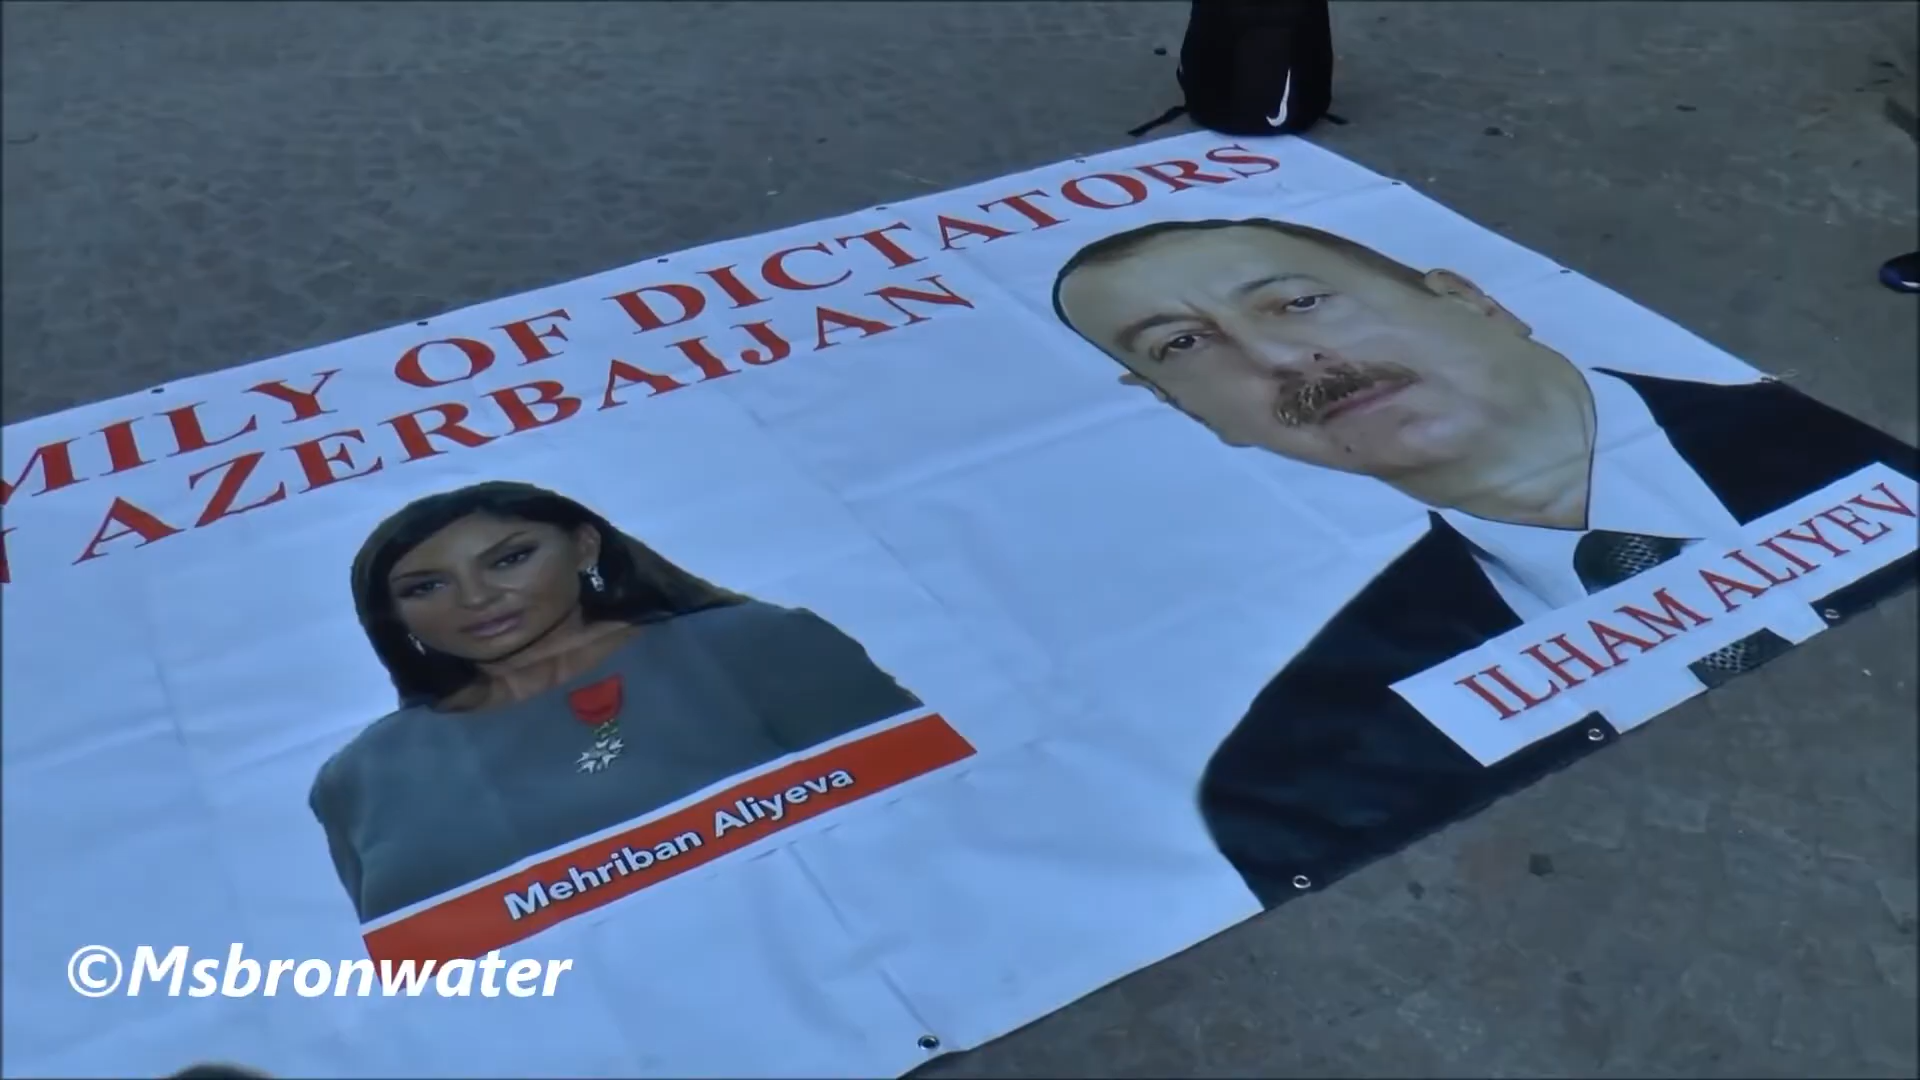 MILY OF DICTATORS
AZERBAIJAN
Mehriban Aliyeva
ILHAM ALIYEV
©Msbronwater